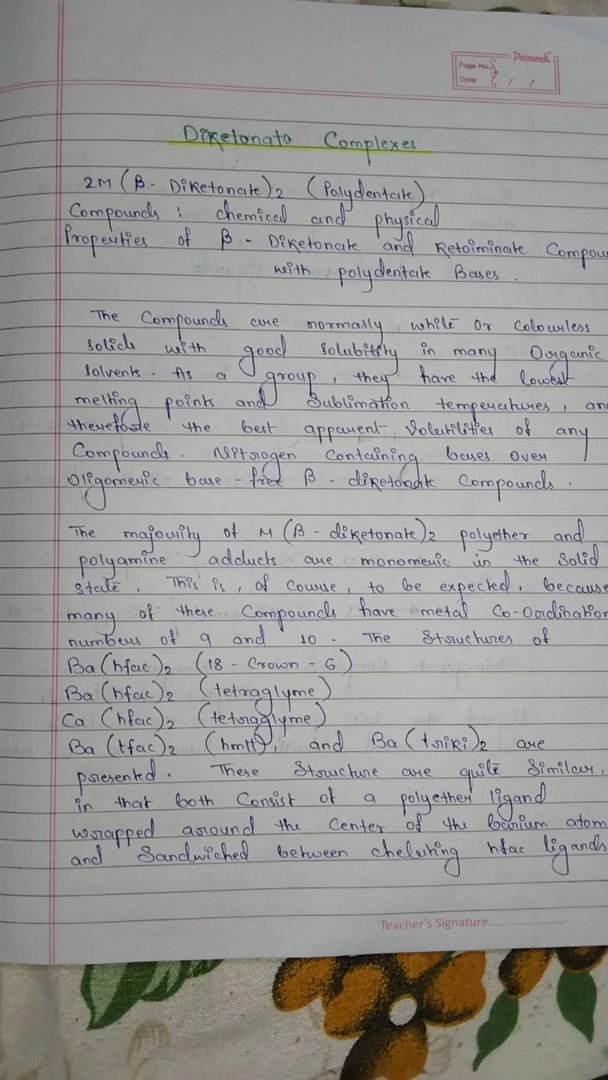 Page No.
Date / /
Diketonato Complexes
2M (β - Diketonate)2 (Polydentate)
Compounds : chemical and physical
Properties of β - Diketonate and Ketoiminate Compou
with polydentate Bases .
The Compounds are normally white or Colourless
solids with good solubility in many Organic
solvents . As a group , they have the lowest
melting points and Sublimation temperatures , an
therefore the best apparent Volatilities of any
Compounds . Nitrogen Containing bases over
Oligomeric base - free β - diketonate Compounds .
The majority of M (β - diketonate)2 polyether and
polyamine adducts are monomeric in the Solid
state . This is , of Course , to be expected , because
many of these Compounds have metal Co-Ordination
numbers of 9 and 10 . The Structures of
Ba (hfac)2 (18 - Crown - 6)
Ba (hfac)2 (tetraglyme)
Ca (hfac)2 (tetraglyme)
Ba (tfac)2 (hmtt), and Ba (triki)2 are
presented . These Structure are quite Similar,
in that both Consist of a polyether ligand
wrapped around the Center of the barium atom
and Sandwiched between chelating hfac ligands
Teacher's Signature ........................